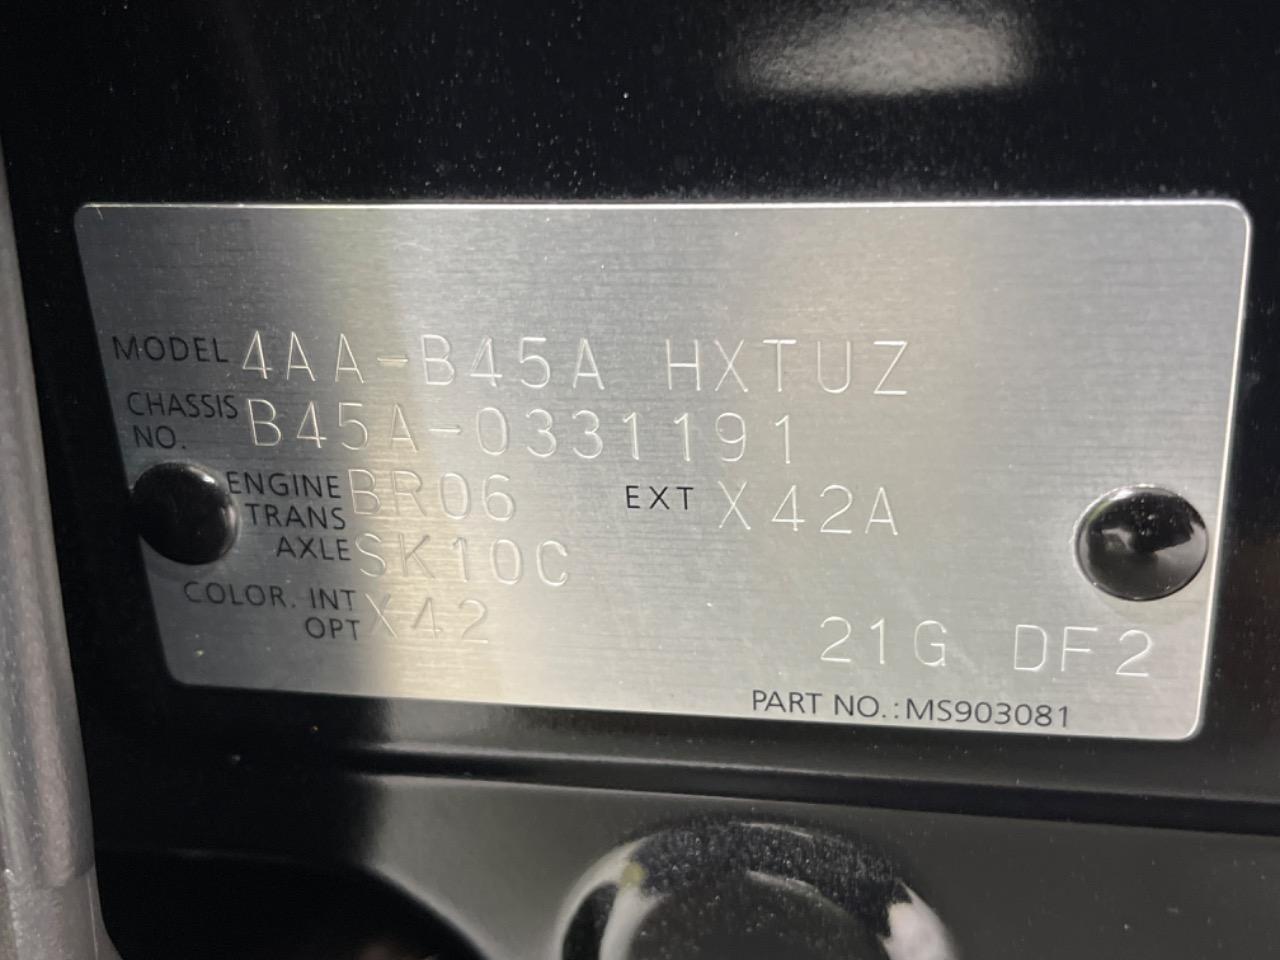 MODEL 4AA-B45A HXTUZ
CHASSIS NO. B45A-0331191
ENGINE BR06 EXT X42A
TRANS AXLE SK10C
COLOR. INT X42
OPT
21G DF2
PART NO.:MS903081